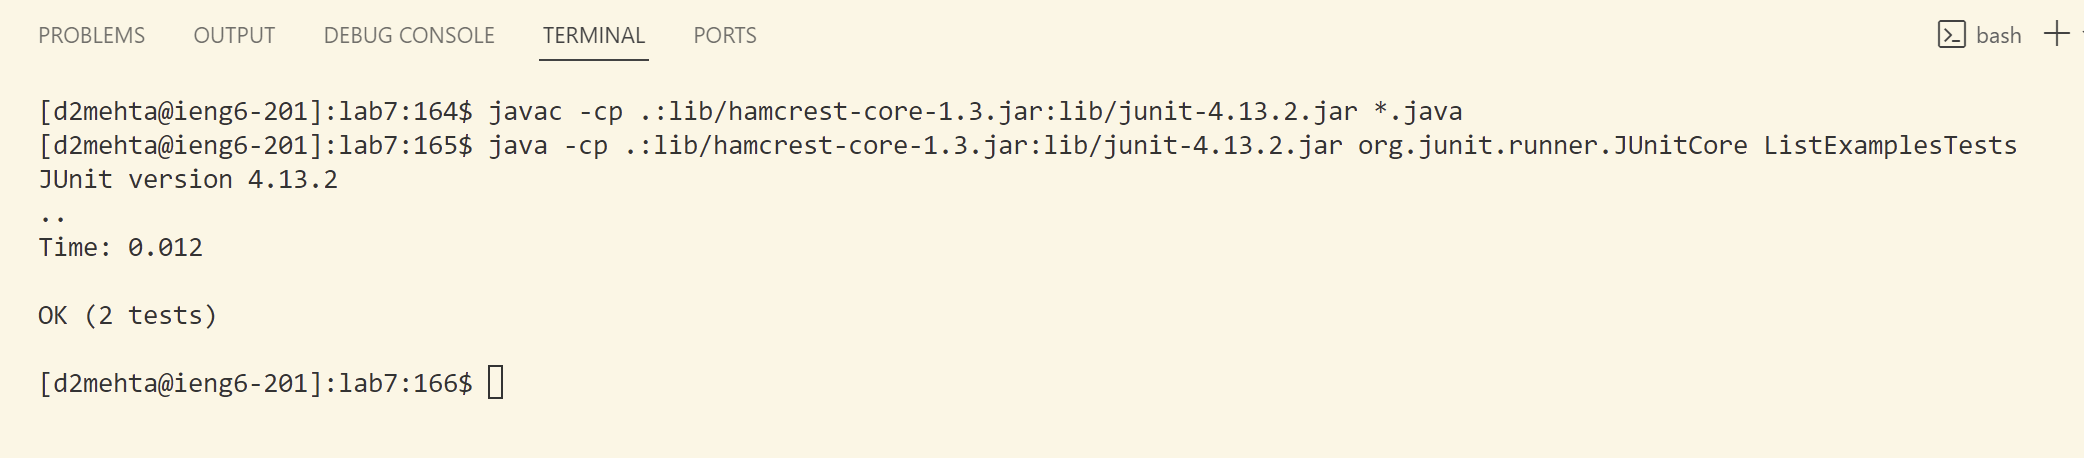 PROBLEMS OUTPUT DEBUG CONSOLE TERMINAL PORTS bash
[d2mehta@ieng6-201]:lab7:164$ javac -cp .:lib/hamcrest-core-1.3.jar:lib/junit-4.13.2.jar *.java
[d2mehta@ieng6-201]:lab7:165$ java -cp .:lib/hamcrest-core-1.3.jar:lib/junit-4.13.2.jar org.junit.runner.JUnitCore ListExamplesTests
JUnit version 4.13.2
..
Time: 0.012
OK (2 tests)
[d2mehta@ieng6-201]:lab7:166$